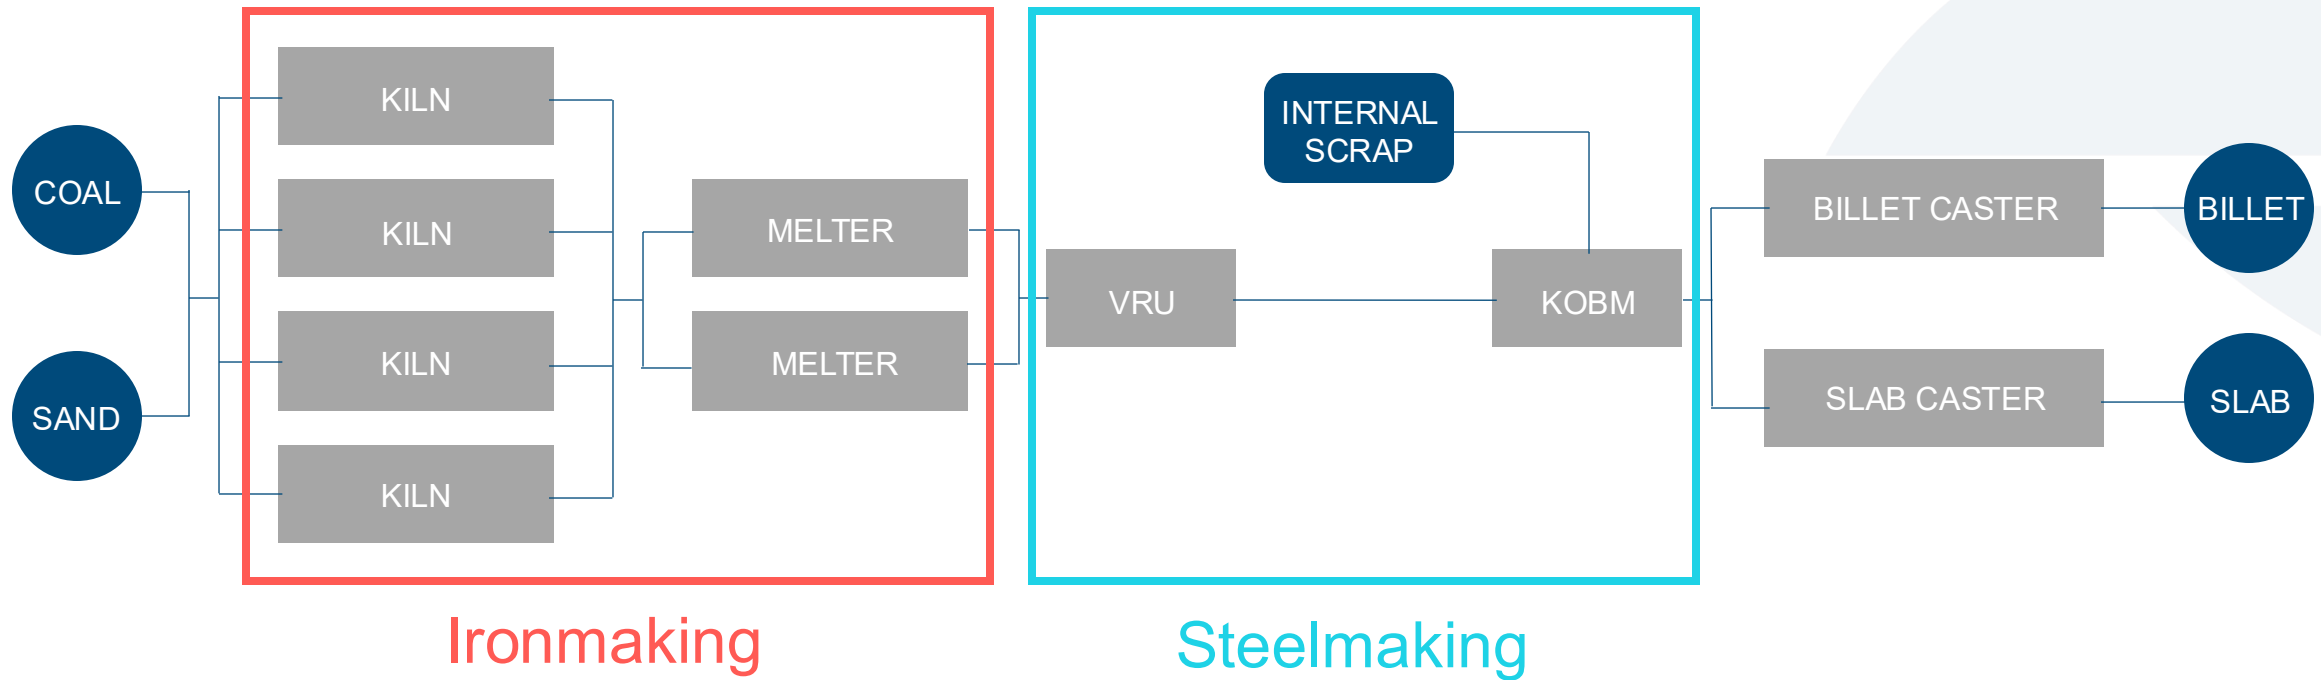 COAL
SAND
KILN
KILN
KILN
KILN
MELTER
MELTER
Ironmaking
INTERNAL
SCRAP
VRU
KOBM
Steelmaking
BILLET CASTER
SLAB CASTER
BILLET
SLAB